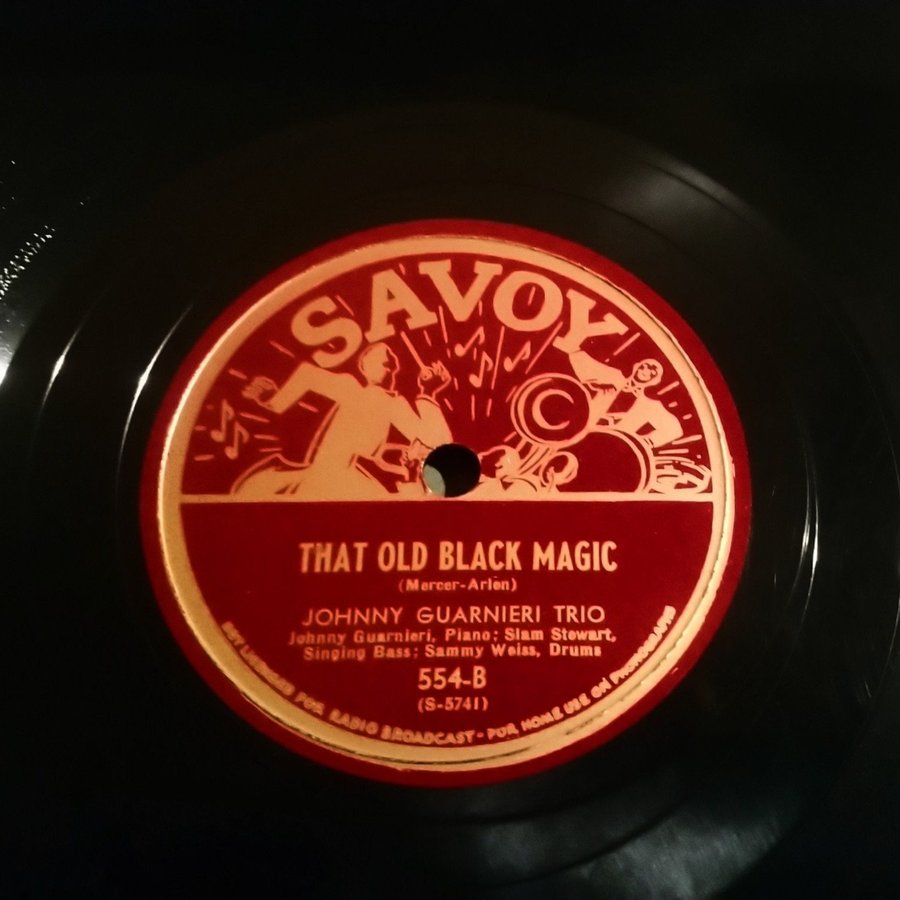 SAVOY
C
THAT OLD BLACK MAGIC
(Mercer-Arlen)
JOHNNY GUARNIERI TRIO
Johnny Guarnieri, Piano; Slam Stewart,
Singing Bass; Sammy Weiss, Drums
554-B
(S-5741)
NOT LICENSED FOR RADIO BROADCAST - FOR HOME USE ON PHONOGRAPHS